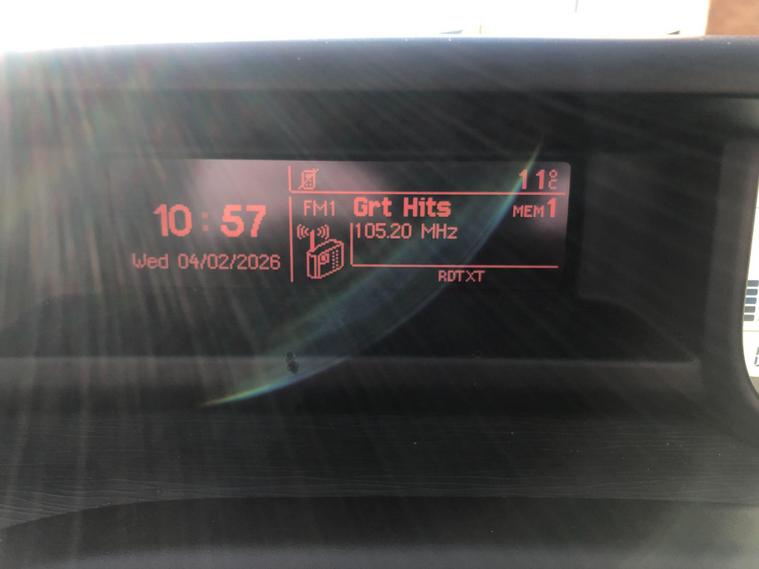 11°C
10:57
FM1 Grt Hits MEM1
105.20 MHz
Wed 04/02/2026
RDTXT